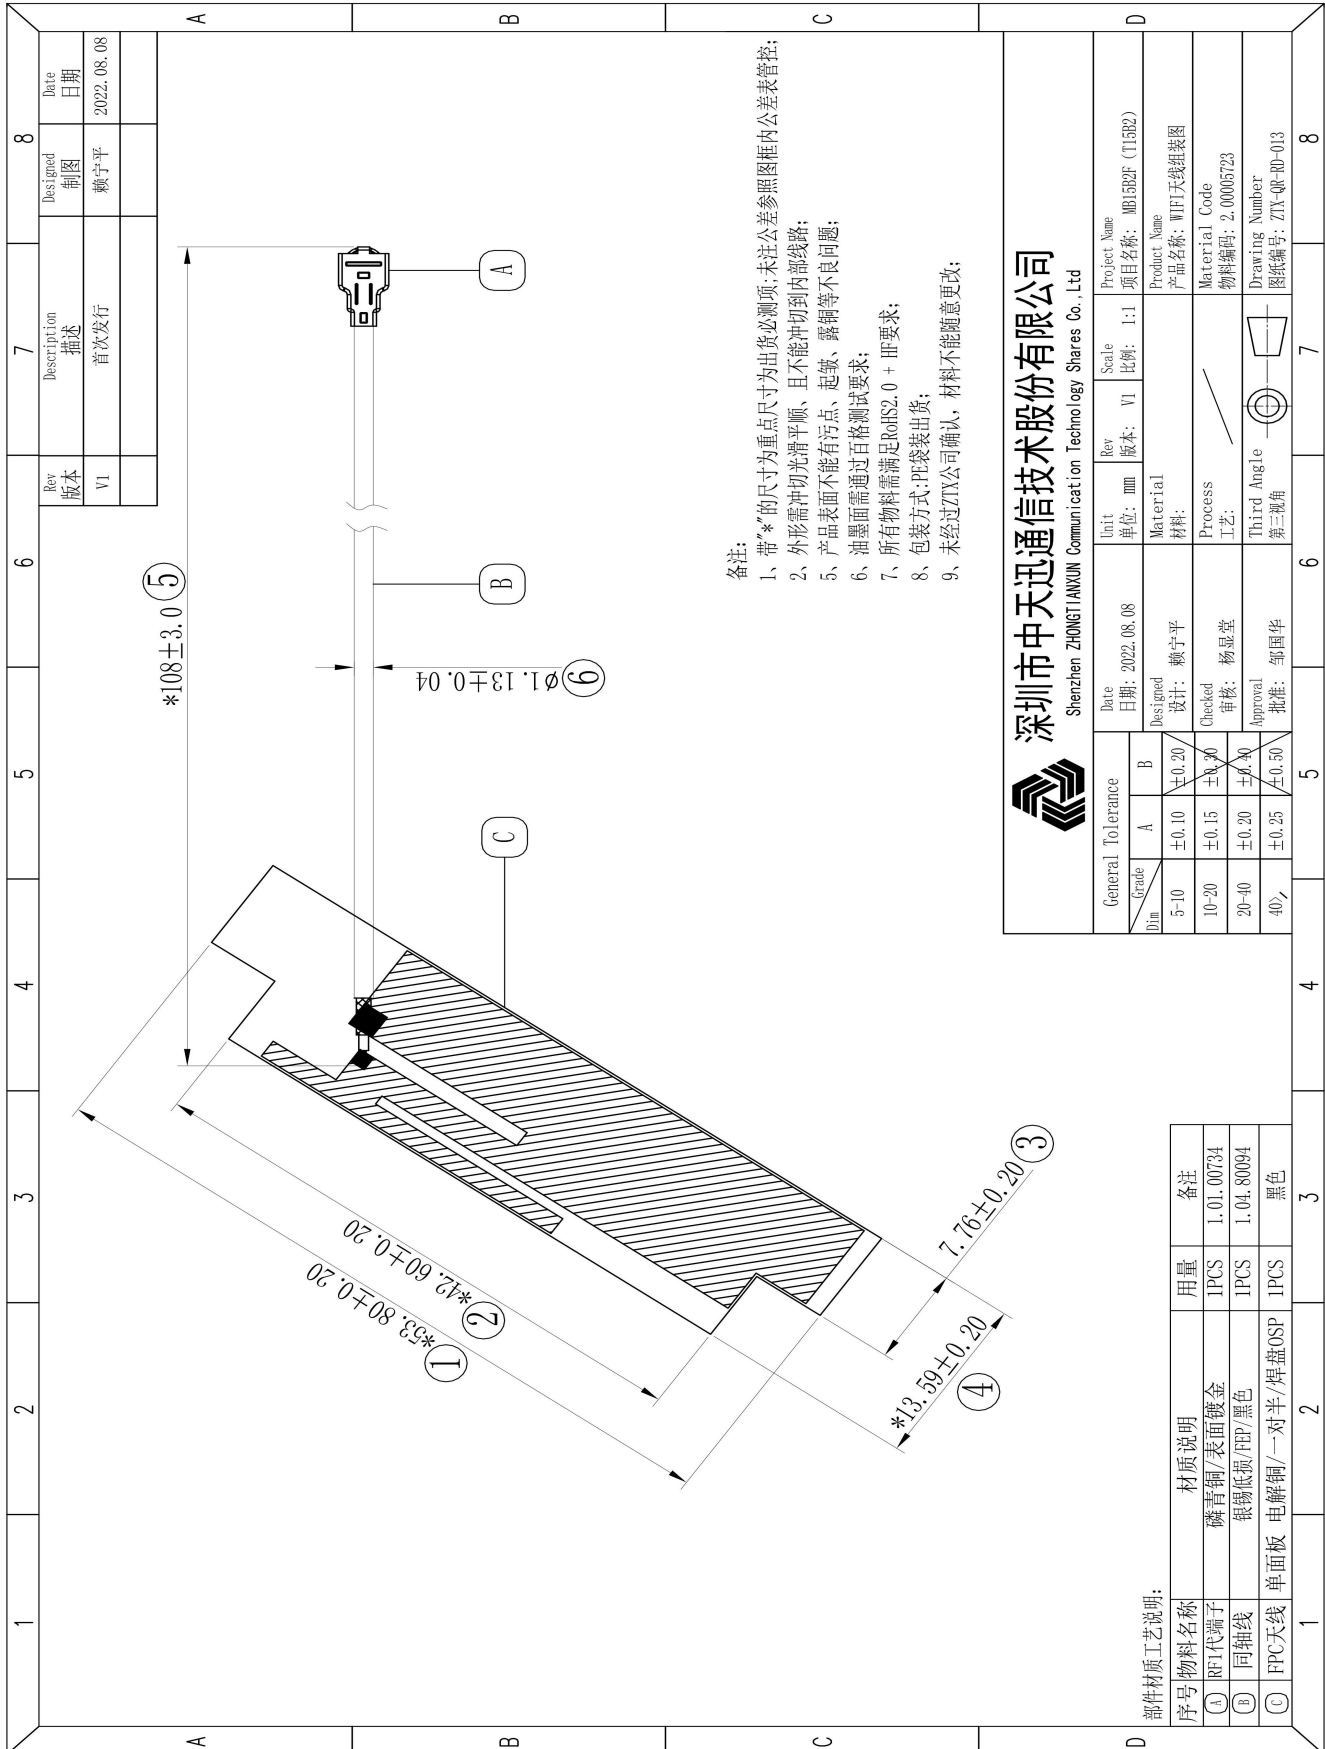 1 2 3 4 5 6 7 8
A
B
C
D
Rev 版本
Description 描述
Designed 制图
Date 日期
V1 首次发行 赖宁平 2022.08.08
*108±3.0 ⑤
Ø1.13±0.04 ⑥
A
B
C
*53.80±0.20 ①
*42.60±0.20 ②
7.76±0.20 ③
*13.59±0.20 ④
备注:
1、带"*"的尺寸为重点尺寸为出货必测项;未注公差参照图框内公差表管控;
2、外形需冲切光滑平顺、且不能冲切到内部线路;
5、产品表面不能有污点、起皱、露铜等不良问题;
6、油墨面需通过百格测试要求;
7、所有物料需满足RoHS2.0 + HF要求;
8、包装方式:PE袋装出货;
9、未经过ZTX公司确认, 材料不能随意更改;
部件材质工艺说明:
序号 物料名称 材质说明 用量 备注
A RF1代端子 磷青铜/表面镀金 1PCS 1.01.00734
B 同轴线 银锡低损/FEP/黑色 1PCS 1.04.80094
C FPC天线 单面板 电解铜/一对半/焊盘OSP 1PCS 黑色
深圳市中天迅通信技术股份有限公司
Shenzhen ZHONGTIANXUN Communication Technology Shares Co.,Ltd
General Tolerance
Dim Grade A B
5-10 ±0.10 ±0.20
10-20 ±0.15 ±0.30
20-40 ±0.20 ±0.40
40> ±0.25 ±0.50
Date
日期: 2022.08.08
Designed
设计: 赖宁平
Checked
审核: 杨显堂
Approval
批准: 邹国华
Unit
单位: mm
Rev
版本: V1
Scale
比例: 1:1
Material
材料:
Process
工艺:
Third Angle
第三视角
Project Name
项目名称: MB15B2F (T15B2)
Product Name
产品名称: WIFI天线组装图
Material Code
物料编码: 2.00005723
Drawing Number
图纸编号: ZTX-QR-RD-013
A
B
C
D
1 2 3 4 5 6 7 8